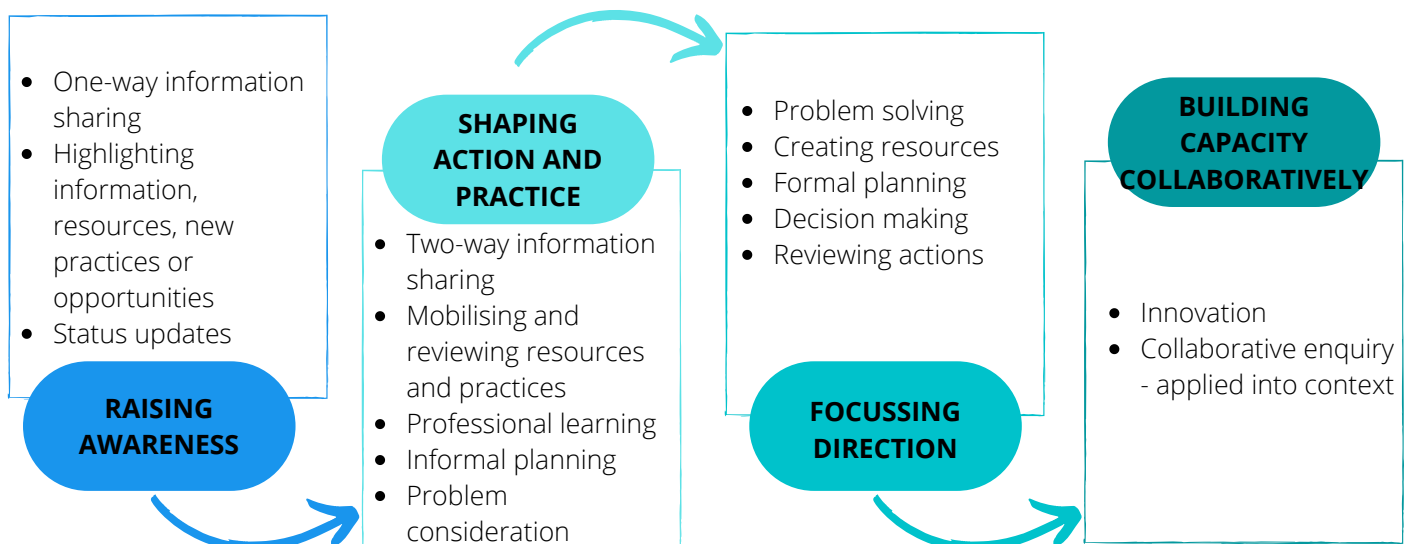 • One-way information
sharing
• Highlighting
information,
resources, new
practices or
opportunities
• Status updates
RAISING
AWARENESS
SHAPING
ACTION AND
PRACTICE
• Two-way information
sharing
• Mobilising and
reviewing resources
and practices
• Professional learning
• Informal planning
• Problem
consideration
• Problem solving
• Creating resources
• Formal planning
• Decision making
• Reviewing actions
FOCUSSING
DIRECTION
BUILDING
CAPACITY
COLLABORATIVELY
• Innovation
• Collaborative enquiry
- applied into context